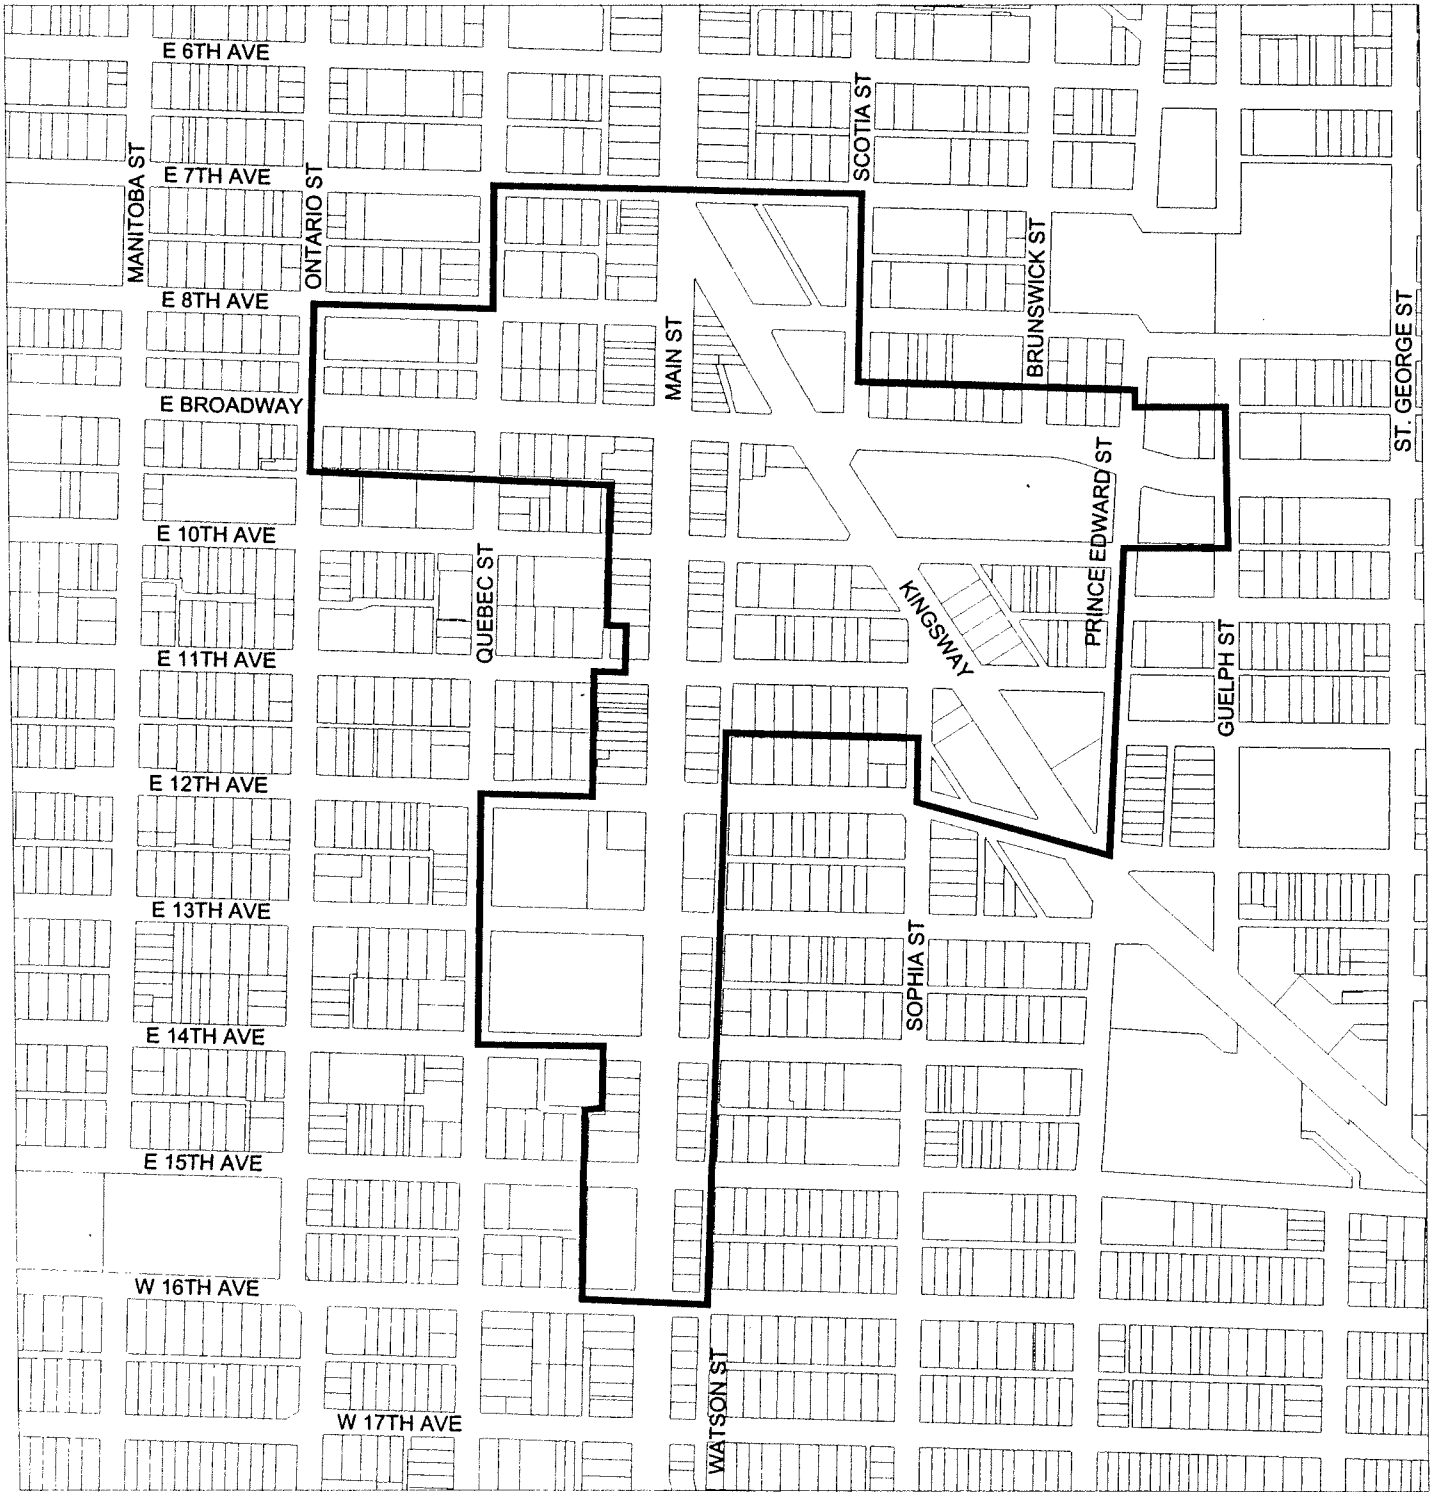 E 6TH AVE
SCOTIA ST
MANITOBA ST
E 7TH AVE
ONTARIO ST
BRUNSWICK ST
E 8TH AVE
ST. GEORGE ST
MAIN ST
E BROADWAY
PRINCE EDWARD ST
E 10TH AVE
QUEBEC ST
KINGSWAY
E 11TH AVE
GUELPH ST
E 12TH AVE
E 13TH AVE
SOPHIA ST
E 14TH AVE
E 15TH AVE
W 16TH AVE
WATSON ST
W 17TH AVE